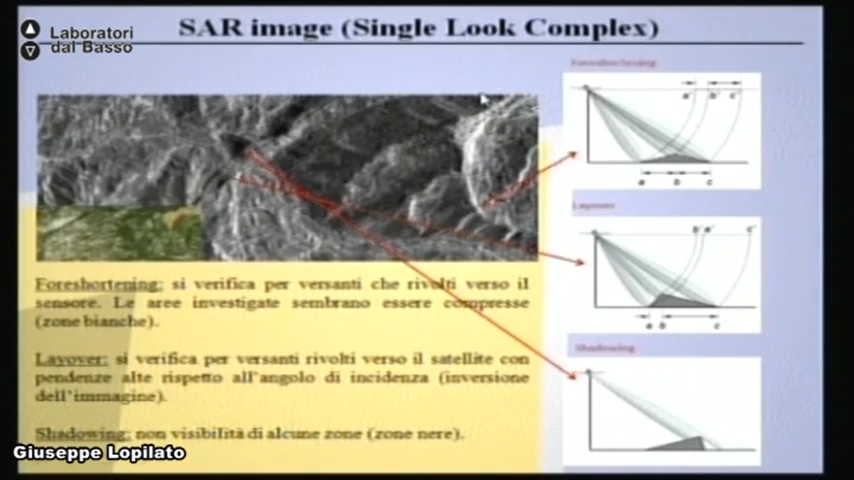 SAR image (Single Look Complex)
Laboratori
dal Basso
Foreshortening
a' b' c'
a b c
Foreshortening: si verifica per versanti che rivolti verso il
sensore. Le aree investigate sembrano essere compresse
(zone bianche).
Layover
b' a' c'
a b c
Layover: si verifica per versanti rivolti verso il satellite con
pendenze alte rispetto all'angolo di incidenza (inversione
dell'immagine).
Shadowing
Shadowing: non visibilità di alcune zone (zone nere).
Giuseppe Lopilato